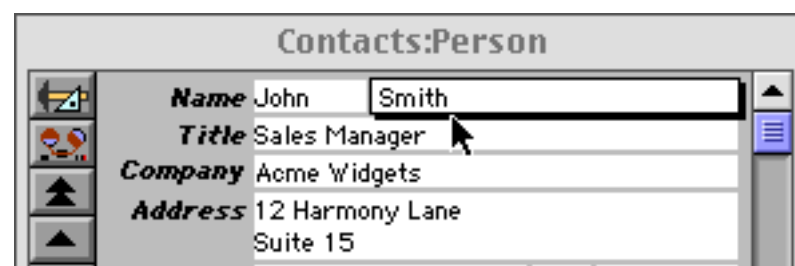 Contacts:Person
Name John Smith
Title Sales Manager
Company Acme Widgets
Address 12 Harmony Lane
Suite 15